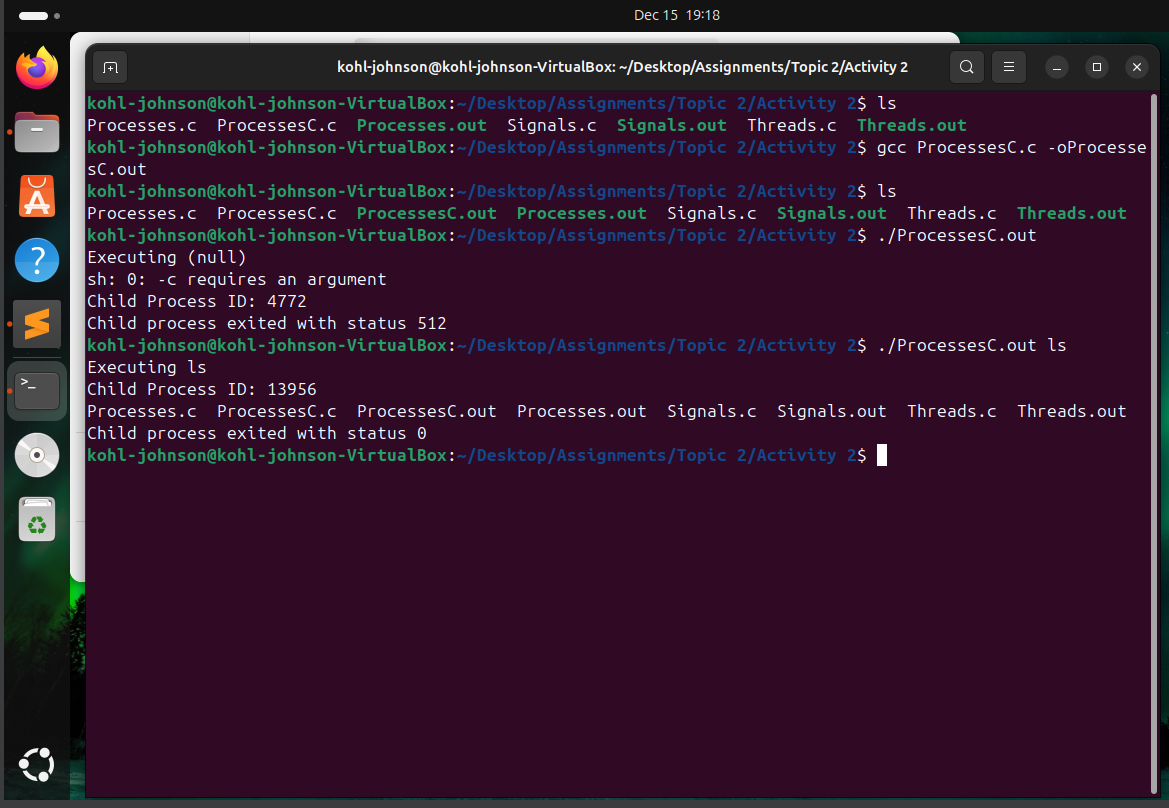 Dec 15 19:18
kohl-johnson@kohl-johnson-VirtualBox: ~/Desktop/Assignments/Topic 2/Activity 2
kohl-johnson@kohl-johnson-VirtualBox:~/Desktop/Assignments/Topic 2/Activity 2$ ls
Processes.c ProcessesC.c Processes.out Signals.c Signals.out Threads.c Threads.out
kohl-johnson@kohl-johnson-VirtualBox:~/Desktop/Assignments/Topic 2/Activity 2$ gcc ProcessesC.c -oProcesse
sC.out
kohl-johnson@kohl-johnson-VirtualBox:~/Desktop/Assignments/Topic 2/Activity 2$ ls
Processes.c ProcessesC.c ProcessesC.out Processes.out Signals.c Signals.out Threads.c Threads.out
kohl-johnson@kohl-johnson-VirtualBox:~/Desktop/Assignments/Topic 2/Activity 2$ ./ProcessesC.out
Executing (null)
sh: 0: -c requires an argument
Child Process ID: 4772
Child process exited with status 512
kohl-johnson@kohl-johnson-VirtualBox:~/Desktop/Assignments/Topic 2/Activity 2$ ./ProcessesC.out ls
Executing ls
Child Process ID: 13956
Processes.c ProcessesC.c ProcessesC.out Processes.out Signals.c Signals.out Threads.c Threads.out
Child process exited with status 0
kohl-johnson@kohl-johnson-VirtualBox:~/Desktop/Assignments/Topic 2/Activity 2$